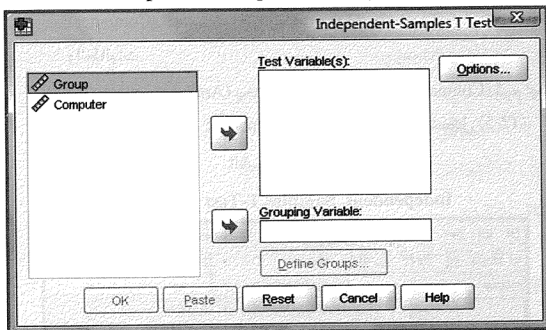 Independent-Samples T Test
Group
Computer
Test Variable(s):
Options...
Grouping Variable:
Define Groups...
OK
Paste
Reset
Cancel
Help